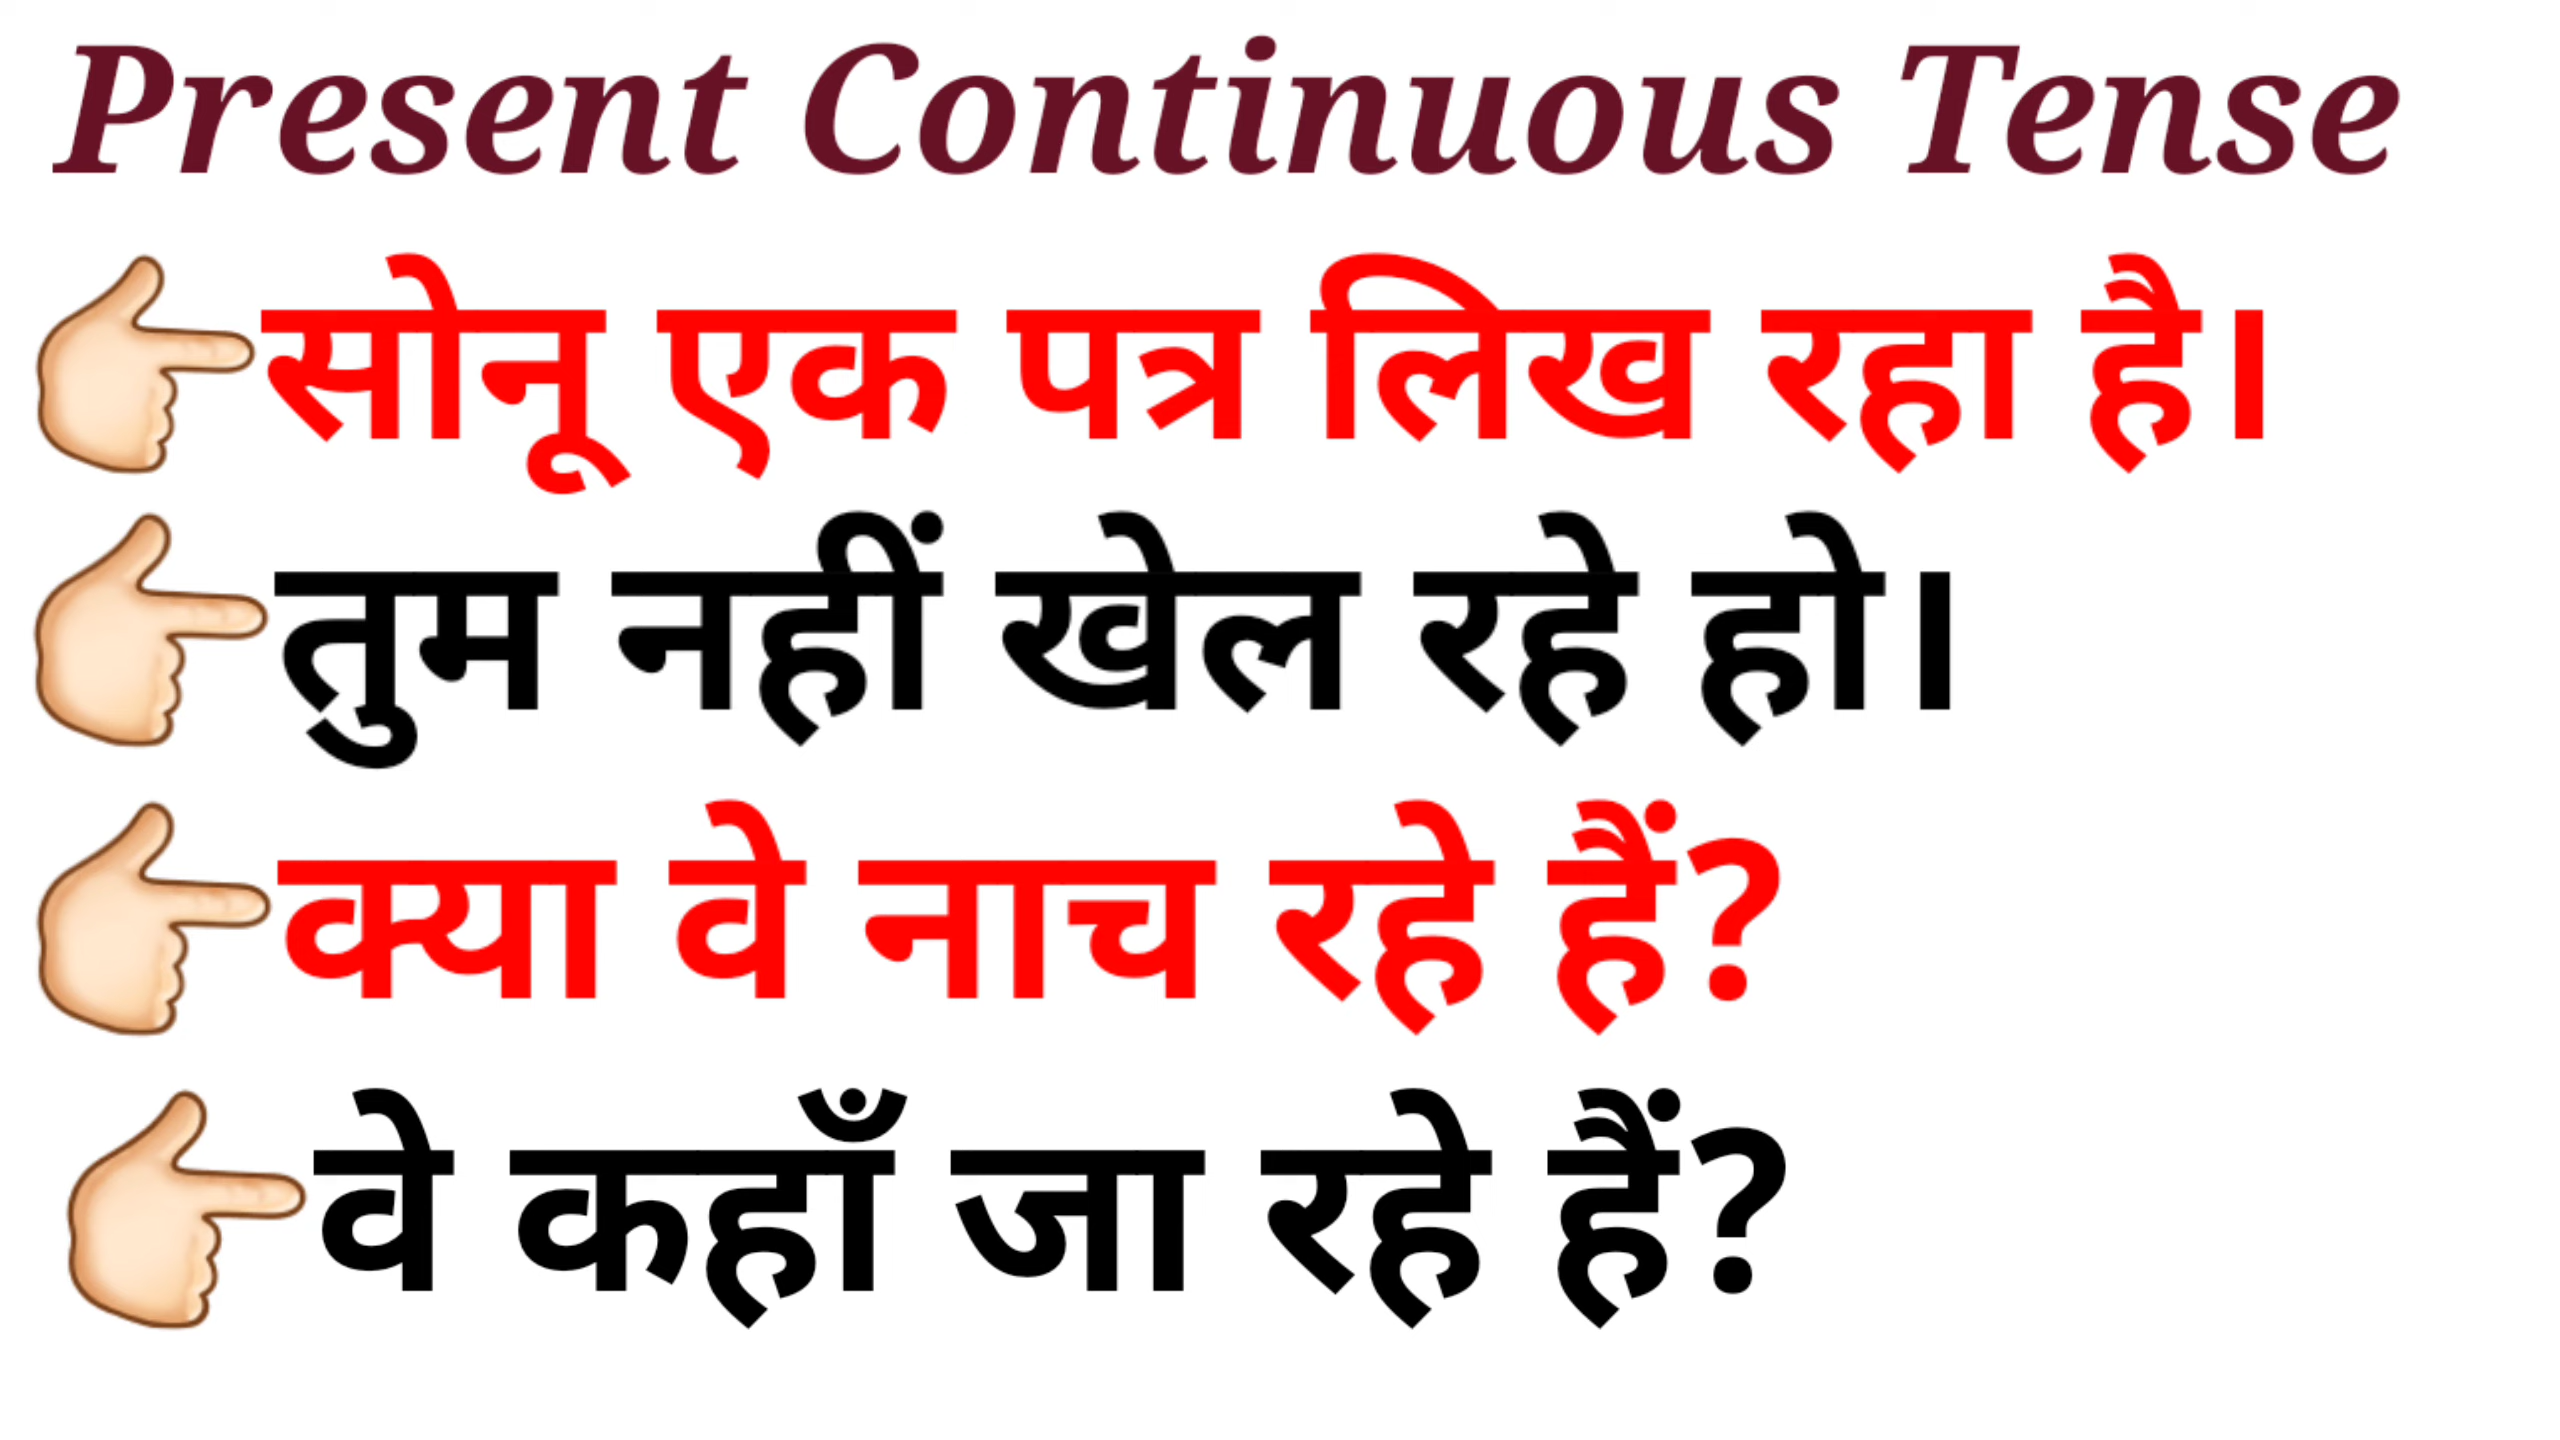 Present Continuous Tense
👉सोनू एक पत्र लिख रहा है।
👉तुम नहीं खेल रहे हो।
👉क्या वे नाच रहे हैं?
👉वे कहाँ जा रहे हैं?